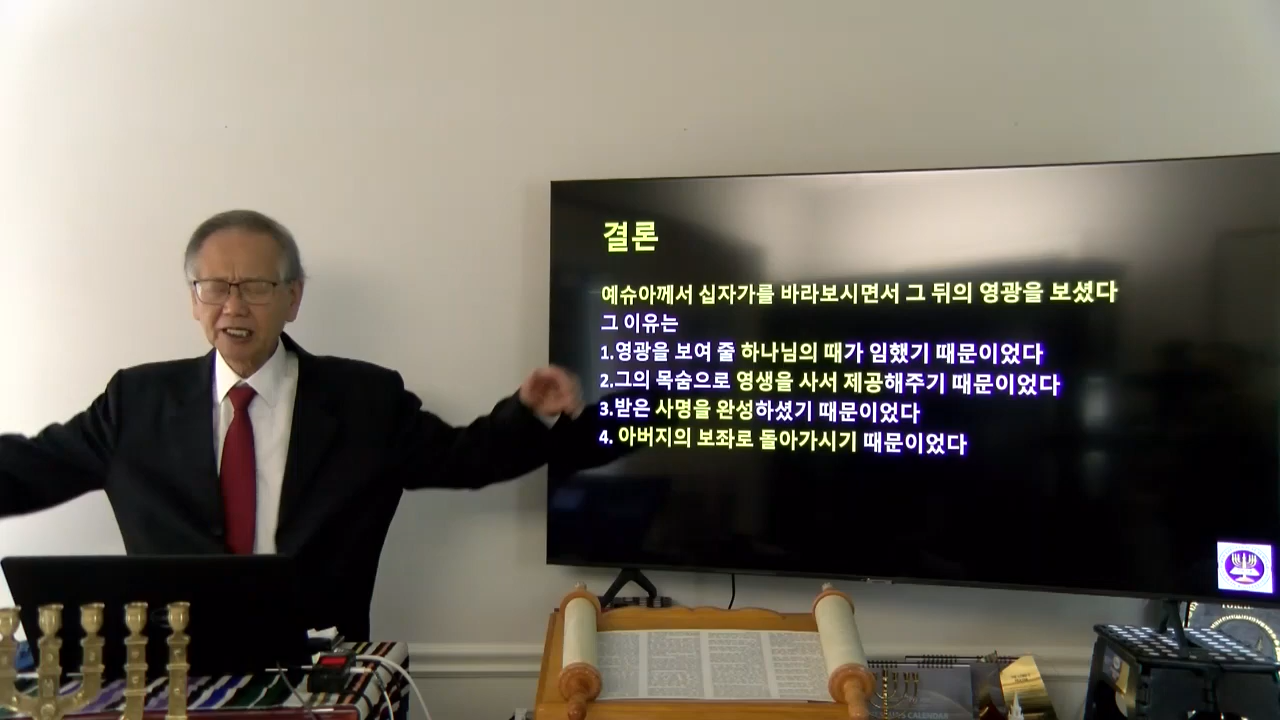 결론
예슈아께서 십자가를 바라보시면서 그 뒤의 영광을 보셨다
그 이유는
1.영광을 보여 줄 하나님의 때가 임했기 때문이었다
2.그의 목숨으로 영생을 사서 제공해주기 때문이었다
3.받은 사명을 완성하셨기 때문이었다
4. 아버지의 보좌로 돌아가시기 때문이었다
CALENDAR